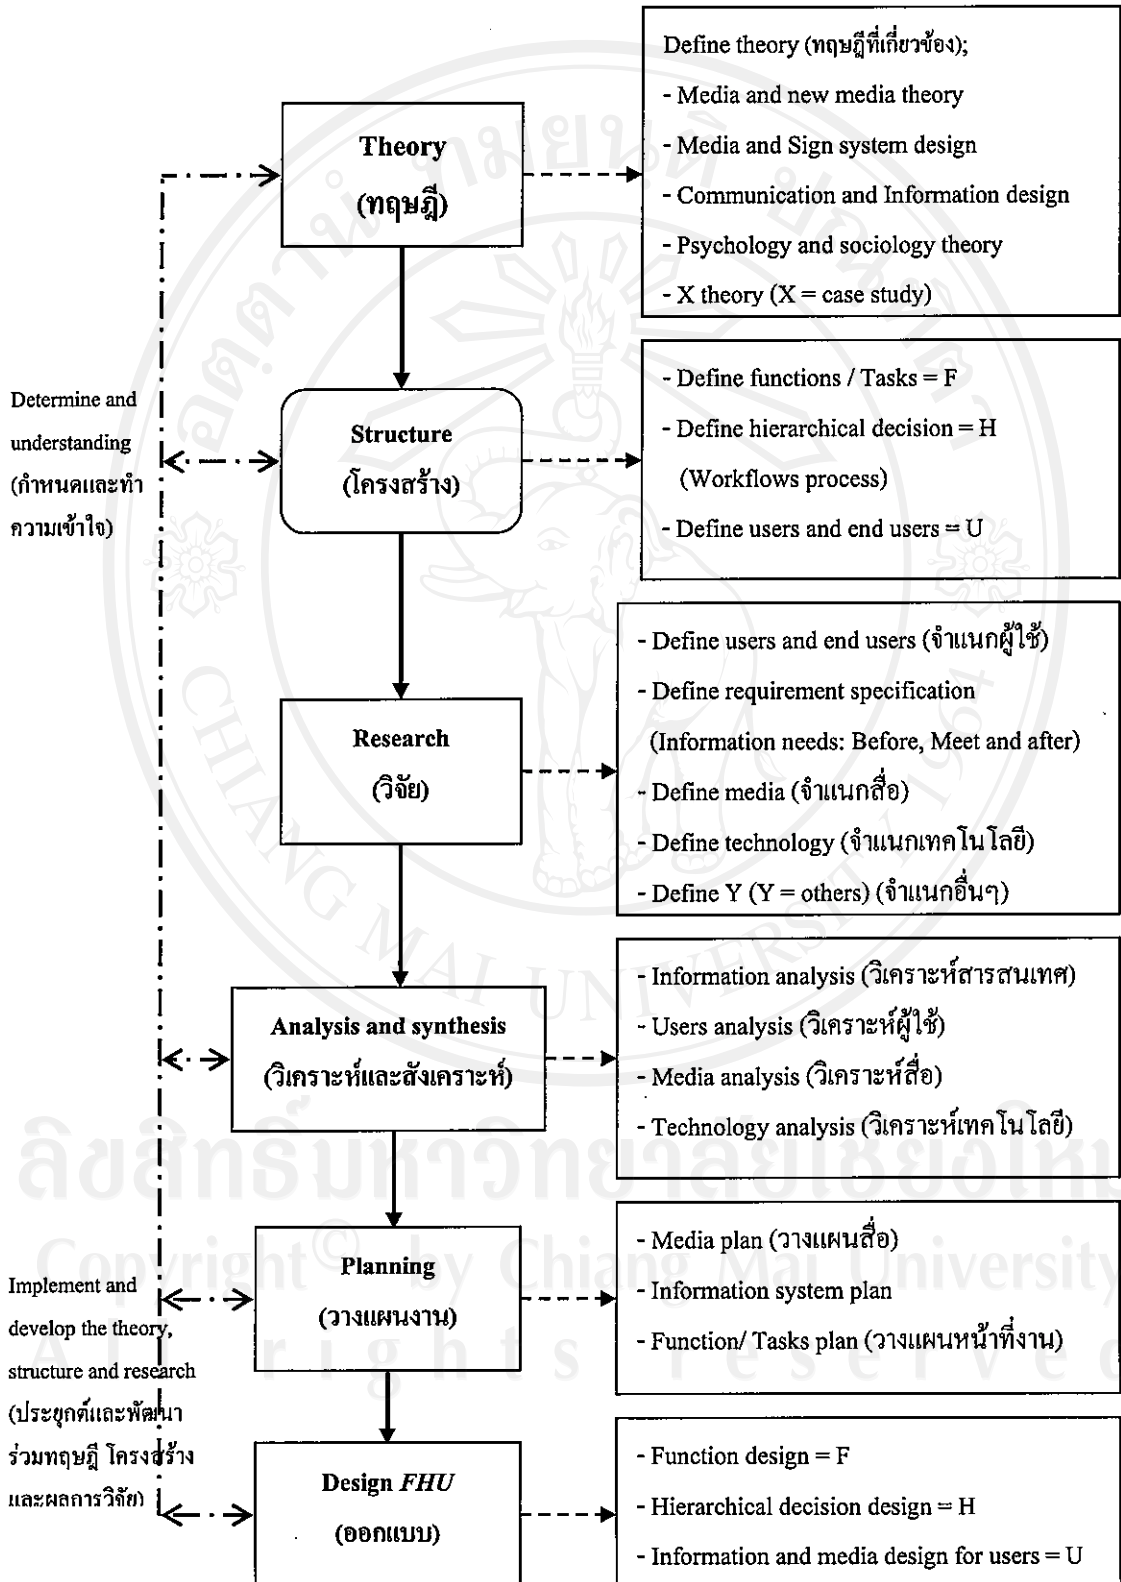 Define theory (ทฤษฎีที่เกี่ยวข้อง);
- Media and new media theory
- Media and Sign system design
- Communication and Information design
- Psychology and sociology theory
- X theory (X = case study)
Theory
(ทฤษฎี)
Determine and
understanding
(กำหนดและทำ
ความเข้าใจ)
Structure
(โครงสร้าง)
- Define functions / Tasks = F
- Define hierarchical decision = H
(Workflows process)
- Define users and end users = U
Research
(วิจัย)
- Define users and end users (จำแนกผู้ใช้)
- Define requirement specification
(Information needs: Before, Meet and after)
- Define media (จำแนกสื่อ)
- Define technology (จำแนกเทคโนโลยี)
- Define Y (Y = others) (จำแนกอื่นๆ)
Analysis and synthesis
(วิเคราะห์และสังเคราะห์)
- Information analysis (วิเคราะห์สารสนเทศ)
- Users analysis (วิเคราะห์ผู้ใช้)
- Media analysis (วิเคราะห์สื่อ)
- Technology analysis (วิเคราะห์เทคโนโลยี)
Planning
(วางแผนงาน)
- Media plan (วางแผนสื่อ)
- Information system plan
- Function/ Tasks plan (วางแผนหน้าที่งาน)
Implement and
develop the theory,
structure and research
(ประยุกต์และพัฒนา
ร่วมทฤษฎี โครงสร้าง
และผลการวิจัย)
Design FHU
(ออกแบบ)
- Function design = F
- Hierarchical decision design = H
- Information and media design for users = U
CHIANG MAI UNIVERSITY 1964
ลิขสิทธิ์มหาวิทยาลัยเชียงใหม่
Copyright© by Chiang Mai University
All rights reserved